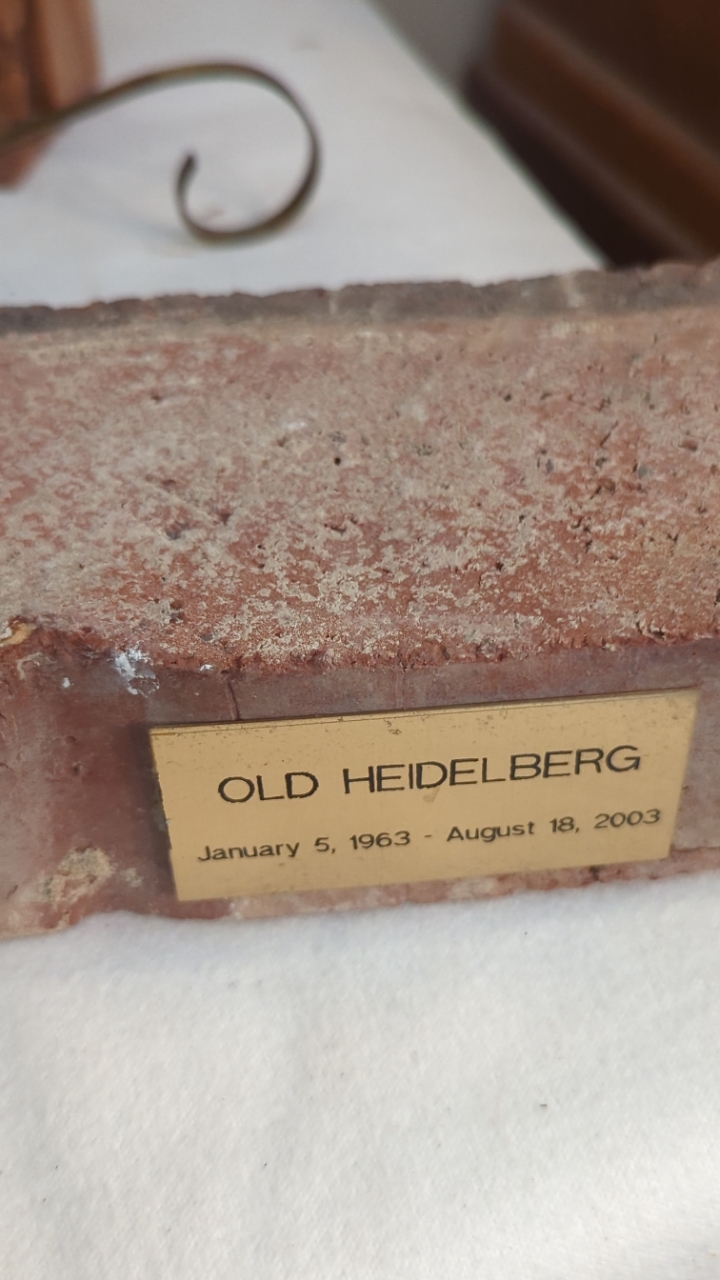 OLD HEIDELBERG
January 5, 1963 - August 18, 2003